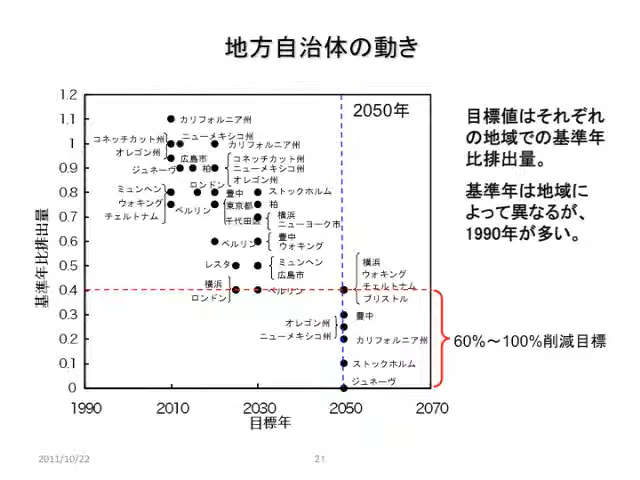 地方自治体の動き
1.2
1.1
1
0.9
0.8
0.7
0.6
0.5
0.4
0.3
0.2
0.1
0
基準年比排出量
1990
2010
2030
2050
2070
目標年
2050年
カリフォルニア州
コネッチカット州
ニューメキシコ州
オレゴン州
カリフォルニア州
広島市
ジュネーヴ
柏
コネッチカット州
ニューメキシコ州
オレゴン州
ミュンヘン
ロンドン
豊中
ストックホルム
ウォキング
チェルトナム
ベルリン
東京都
千代田区
柏
横浜
ニューヨーク市
ベルリン
豊中
ウォキング
レスタ
ミュンヘン
広島市
横浜
ロンドン
ベルリン
横浜
ウォキング
チェルトナム
ブリストル
豊中
オレゴン州
ニューメキシコ州
カリフォルニア州
ストックホルム
ジュネーヴ
目標値はそれぞれ
の地域での基準年
比排出量。
基準年は地域に
よって異なるが、
1990年が多い。
60%~100%削減目標
2011/10/22
21